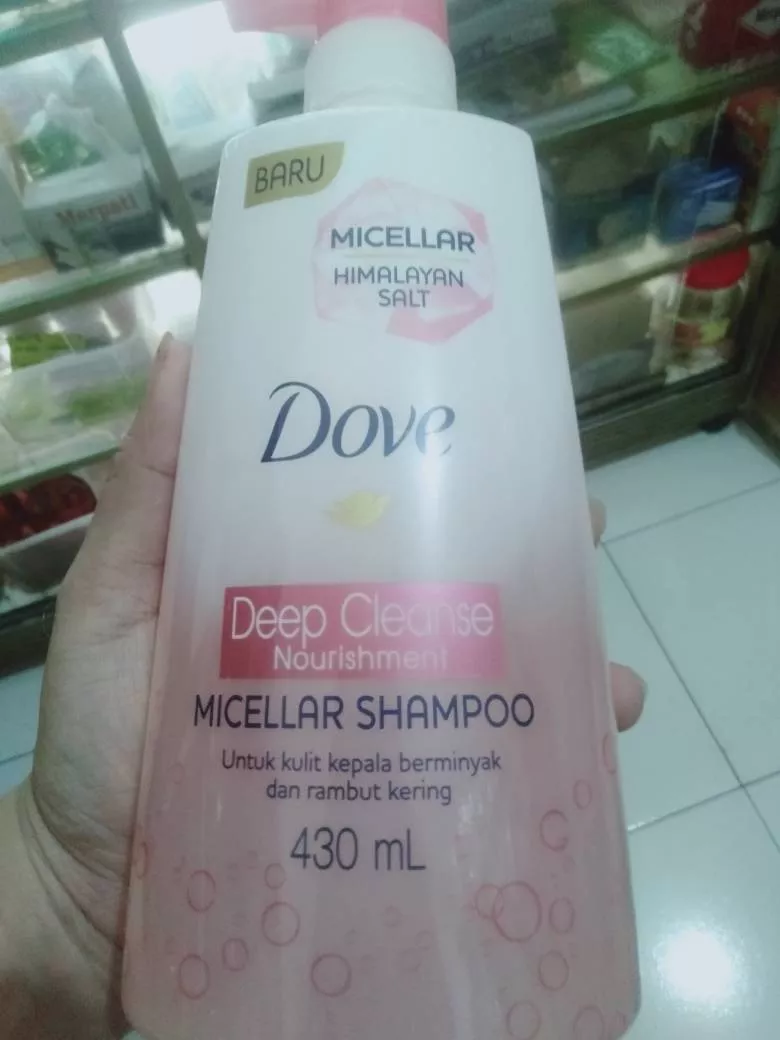 BARU
MICELLAR
HIMALAYAN
SALT
Dove
Deep Cleanse
Nourishment
MICELLAR SHAMPOO
Untuk kulit kepala berminyak
dan rambut kering
430 mL
Merpati